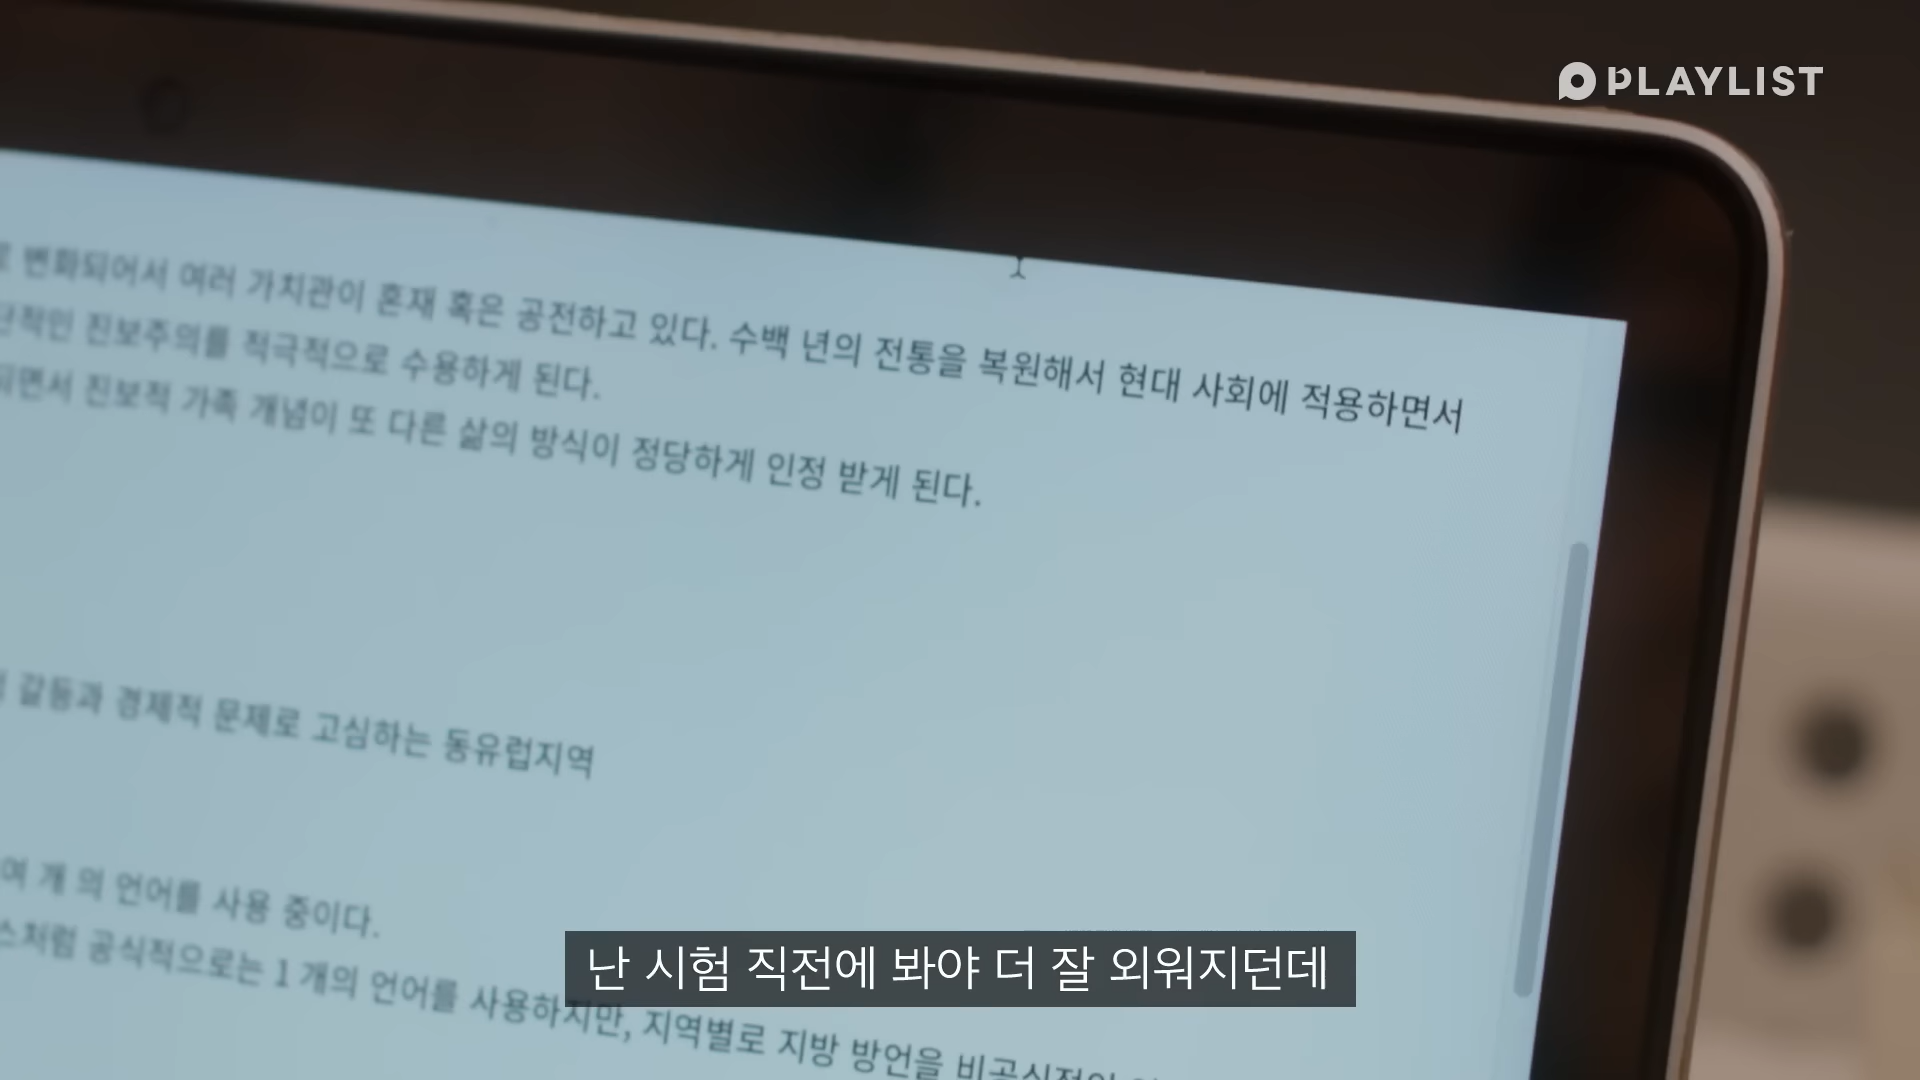 PLAYLIST
변화되어서 여러 가치관이 혼재 혹은 공전하고 있다. 수백 년의 전통을 복원해서 현대 사회에 적용하면서
진보주의를 적극적으로 수용하게 된다.
되면서 진보적 가족 개념이 또 다른 삶의 방식이 정당하게 인정 받게 된다.
갈등과 경제적 문제로 고심하는 동유럽지역
여 개 의 언어를 사용 중이다.
스처럼 공식적으로는 1 개의 언어를 사용하지만, 지역별로 지방 방언을
난 시험 직전에 봐야 더 잘 외워지던데